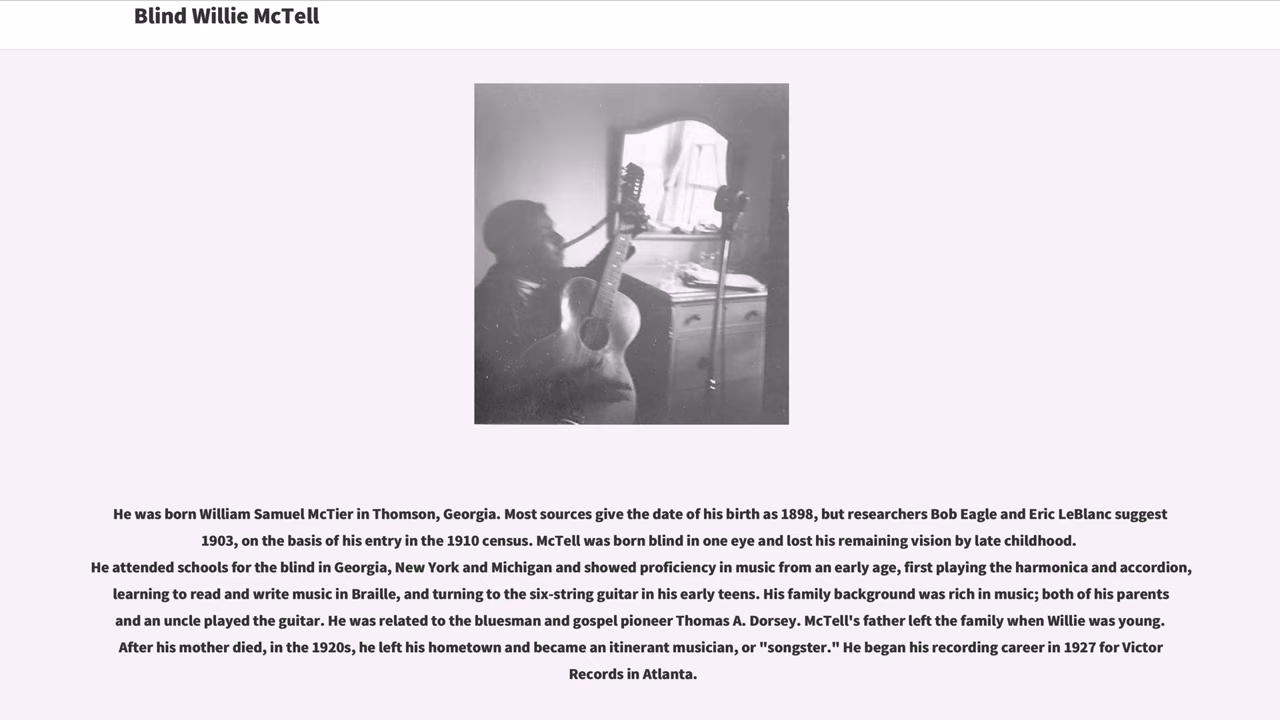 Blind Willie McTell
He was born William Samuel McTier in Thomson, Georgia. Most sources give the date of his birth as 1898, but researchers Bob Eagle and Eric LeBlanc suggest
1903, on the basis of his entry in the 1910 census. McTell was born blind in one eye and lost his remaining vision by late childhood.
He attended schools for the blind in Georgia, New York and Michigan and showed proficiency in music from an early age, first playing the harmonica and accordion,
learning to read and write music in Braille, and turning to the six-string guitar in his early teens. His family background was rich in music; both of his parents
and an uncle played the guitar. He was related to the bluesman and gospel pioneer Thomas A. Dorsey. McTell's father left the family when Willie was young.
After his mother died, in the 1920s, he left his hometown and became an itinerant musician, or "songster." He began his recording career in 1927 for Victor
Records in Atlanta.